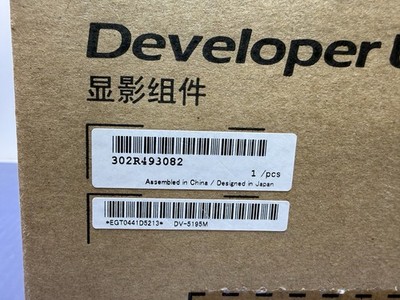 Developer
显影组件
302R493082
1 /pcs
Assembled in China / Designed in Japan
*EGT0441D5213* DV-5195M